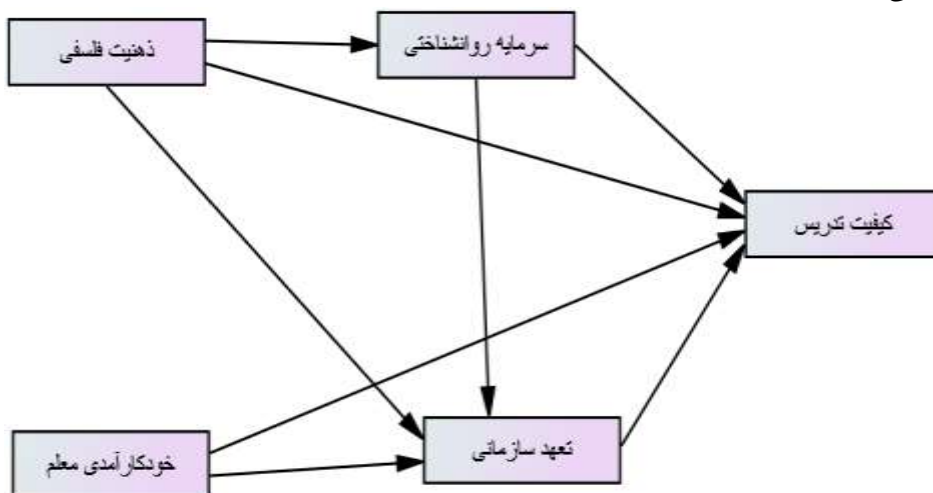 ذهنیت فلسفی
سرمایه روانشناختی
کیفیت تدریس
تعهد سازمانی
خودکارآمدی معلم